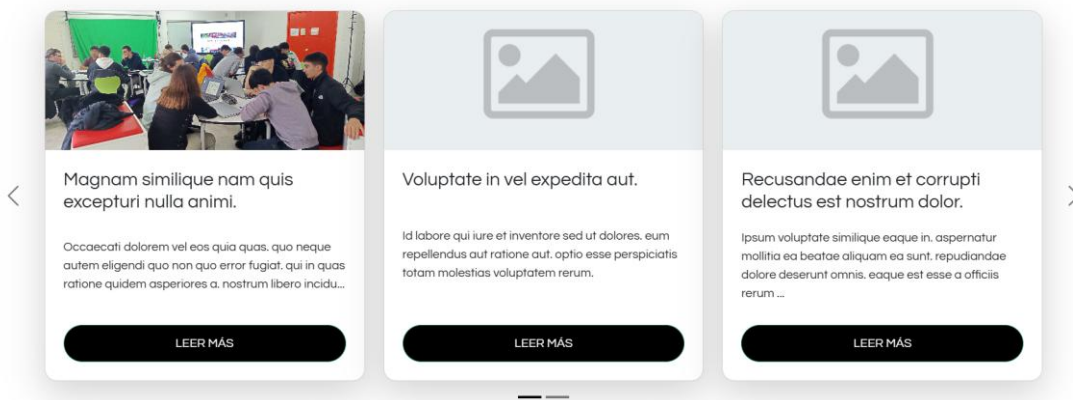 Magnam similique nam quis
excepturi nulla animi.
Occaecati dolorem vel eos quia quas. quo neque
autem eligendi quo non quo error fugiat. qui in quas
ratione quidem asperiores a. nostrum libero incidu...
LEER MÁS
Voluptate in vel expedita aut.
Id labore qui iure et inventore sed ut dolores. eum
repellendus aut ratione aut. optio esse perspiciatis
totam molestias voluptatem rerum.
LEER MÁS
Recusandae enim et corrupti
delectus est nostrum dolor.
Ipsum voluptate similique eaque in. aspernatur
mollitia ea beatae aliquam ea sunt. repudiandae
dolore deserunt omnis. eaque est esse a officiis
rerum ...
LEER MÁS